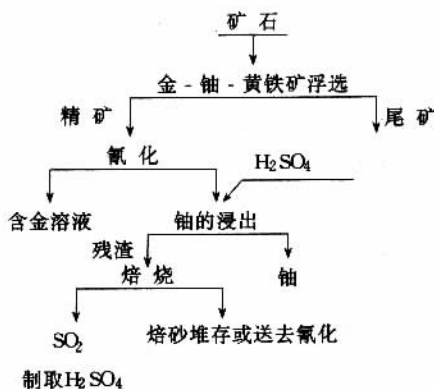 矿石
金-铀-黄铁矿浮选
精矿
尾矿
氰化
H₂SO₄
含金溶液
铀的浸出
残渣
铀
焙烧
SO₂
焙砂堆存或送去氰化
制取H₂SO₄